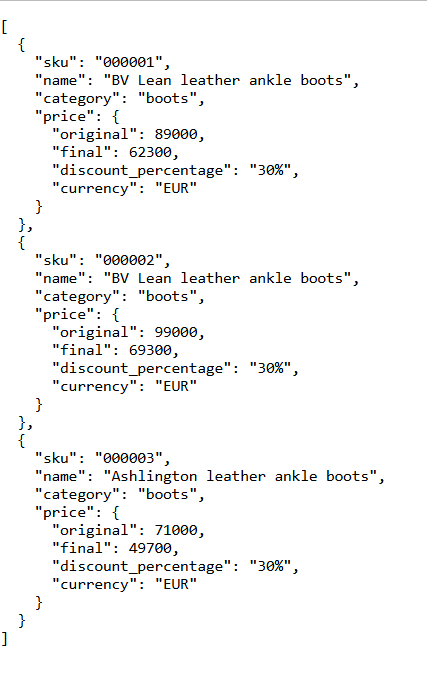 [
  {
    "sku": "000001",
    "name": "BV Lean leather ankle boots",
    "category": "boots",
    "price": {
      "original": 89000,
      "final": 62300,
      "discount_percentage": "30%",
      "currency": "EUR"
    }
  },
  {
    "sku": "000002",
    "name": "BV Lean leather ankle boots",
    "category": "boots",
    "price": {
      "original": 99000,
      "final": 69300,
      "discount_percentage": "30%",
      "currency": "EUR"
    }
  },
  {
    "sku": "000003",
    "name": "Ashlington leather ankle boots",
    "category": "boots",
    "price": {
      "original": 71000,
      "final": 49700,
      "discount_percentage": "30%",
      "currency": "EUR"
    }
  }
]